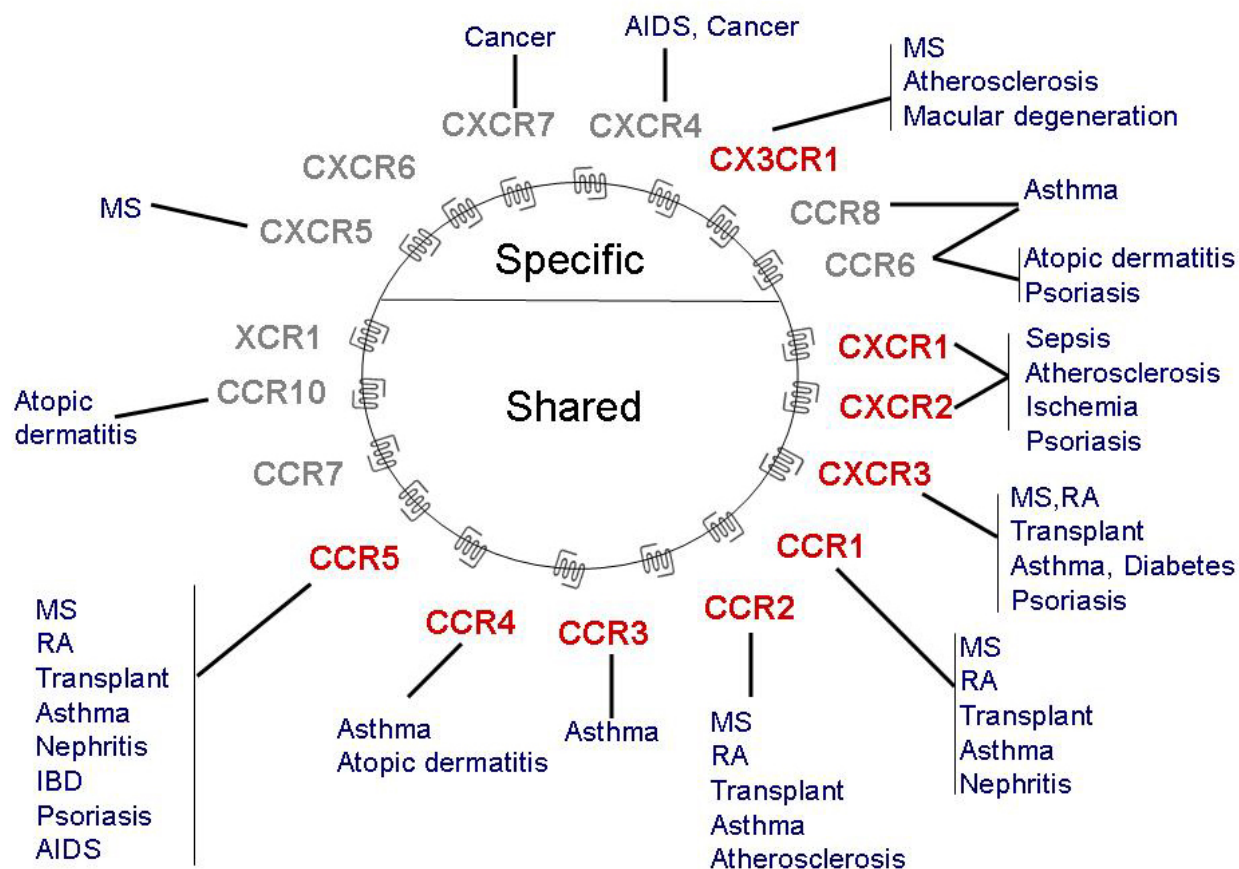 Cancer
AIDS, Cancer
MS
Atherosclerosis
Macular degeneration
CXCR7
CXCR4
CX3CR1
CXCR6
MS
CXCR5
CCR8
Asthma
CCR6
Atopic dermatitis
Psoriasis
Specific
XCR1
CCR10
Atopic
dermatitis
Shared
CXCR1
CXCR2
Sepsis
Atherosclerosis
Ischemia
Psoriasis
CCR7
CXCR3
MS,RA
Transplant
Asthma, Diabetes
Psoriasis
CCR5
MS
RA
Transplant
Asthma
Nephritis
IBD
Psoriasis
AIDS
CCR4
Asthma
Atopic dermatitis
CCR3
Asthma
CCR2
MS
RA
Transplant
Asthma
Atherosclerosis
CCR1
MS
RA
Transplant
Asthma
Nephritis